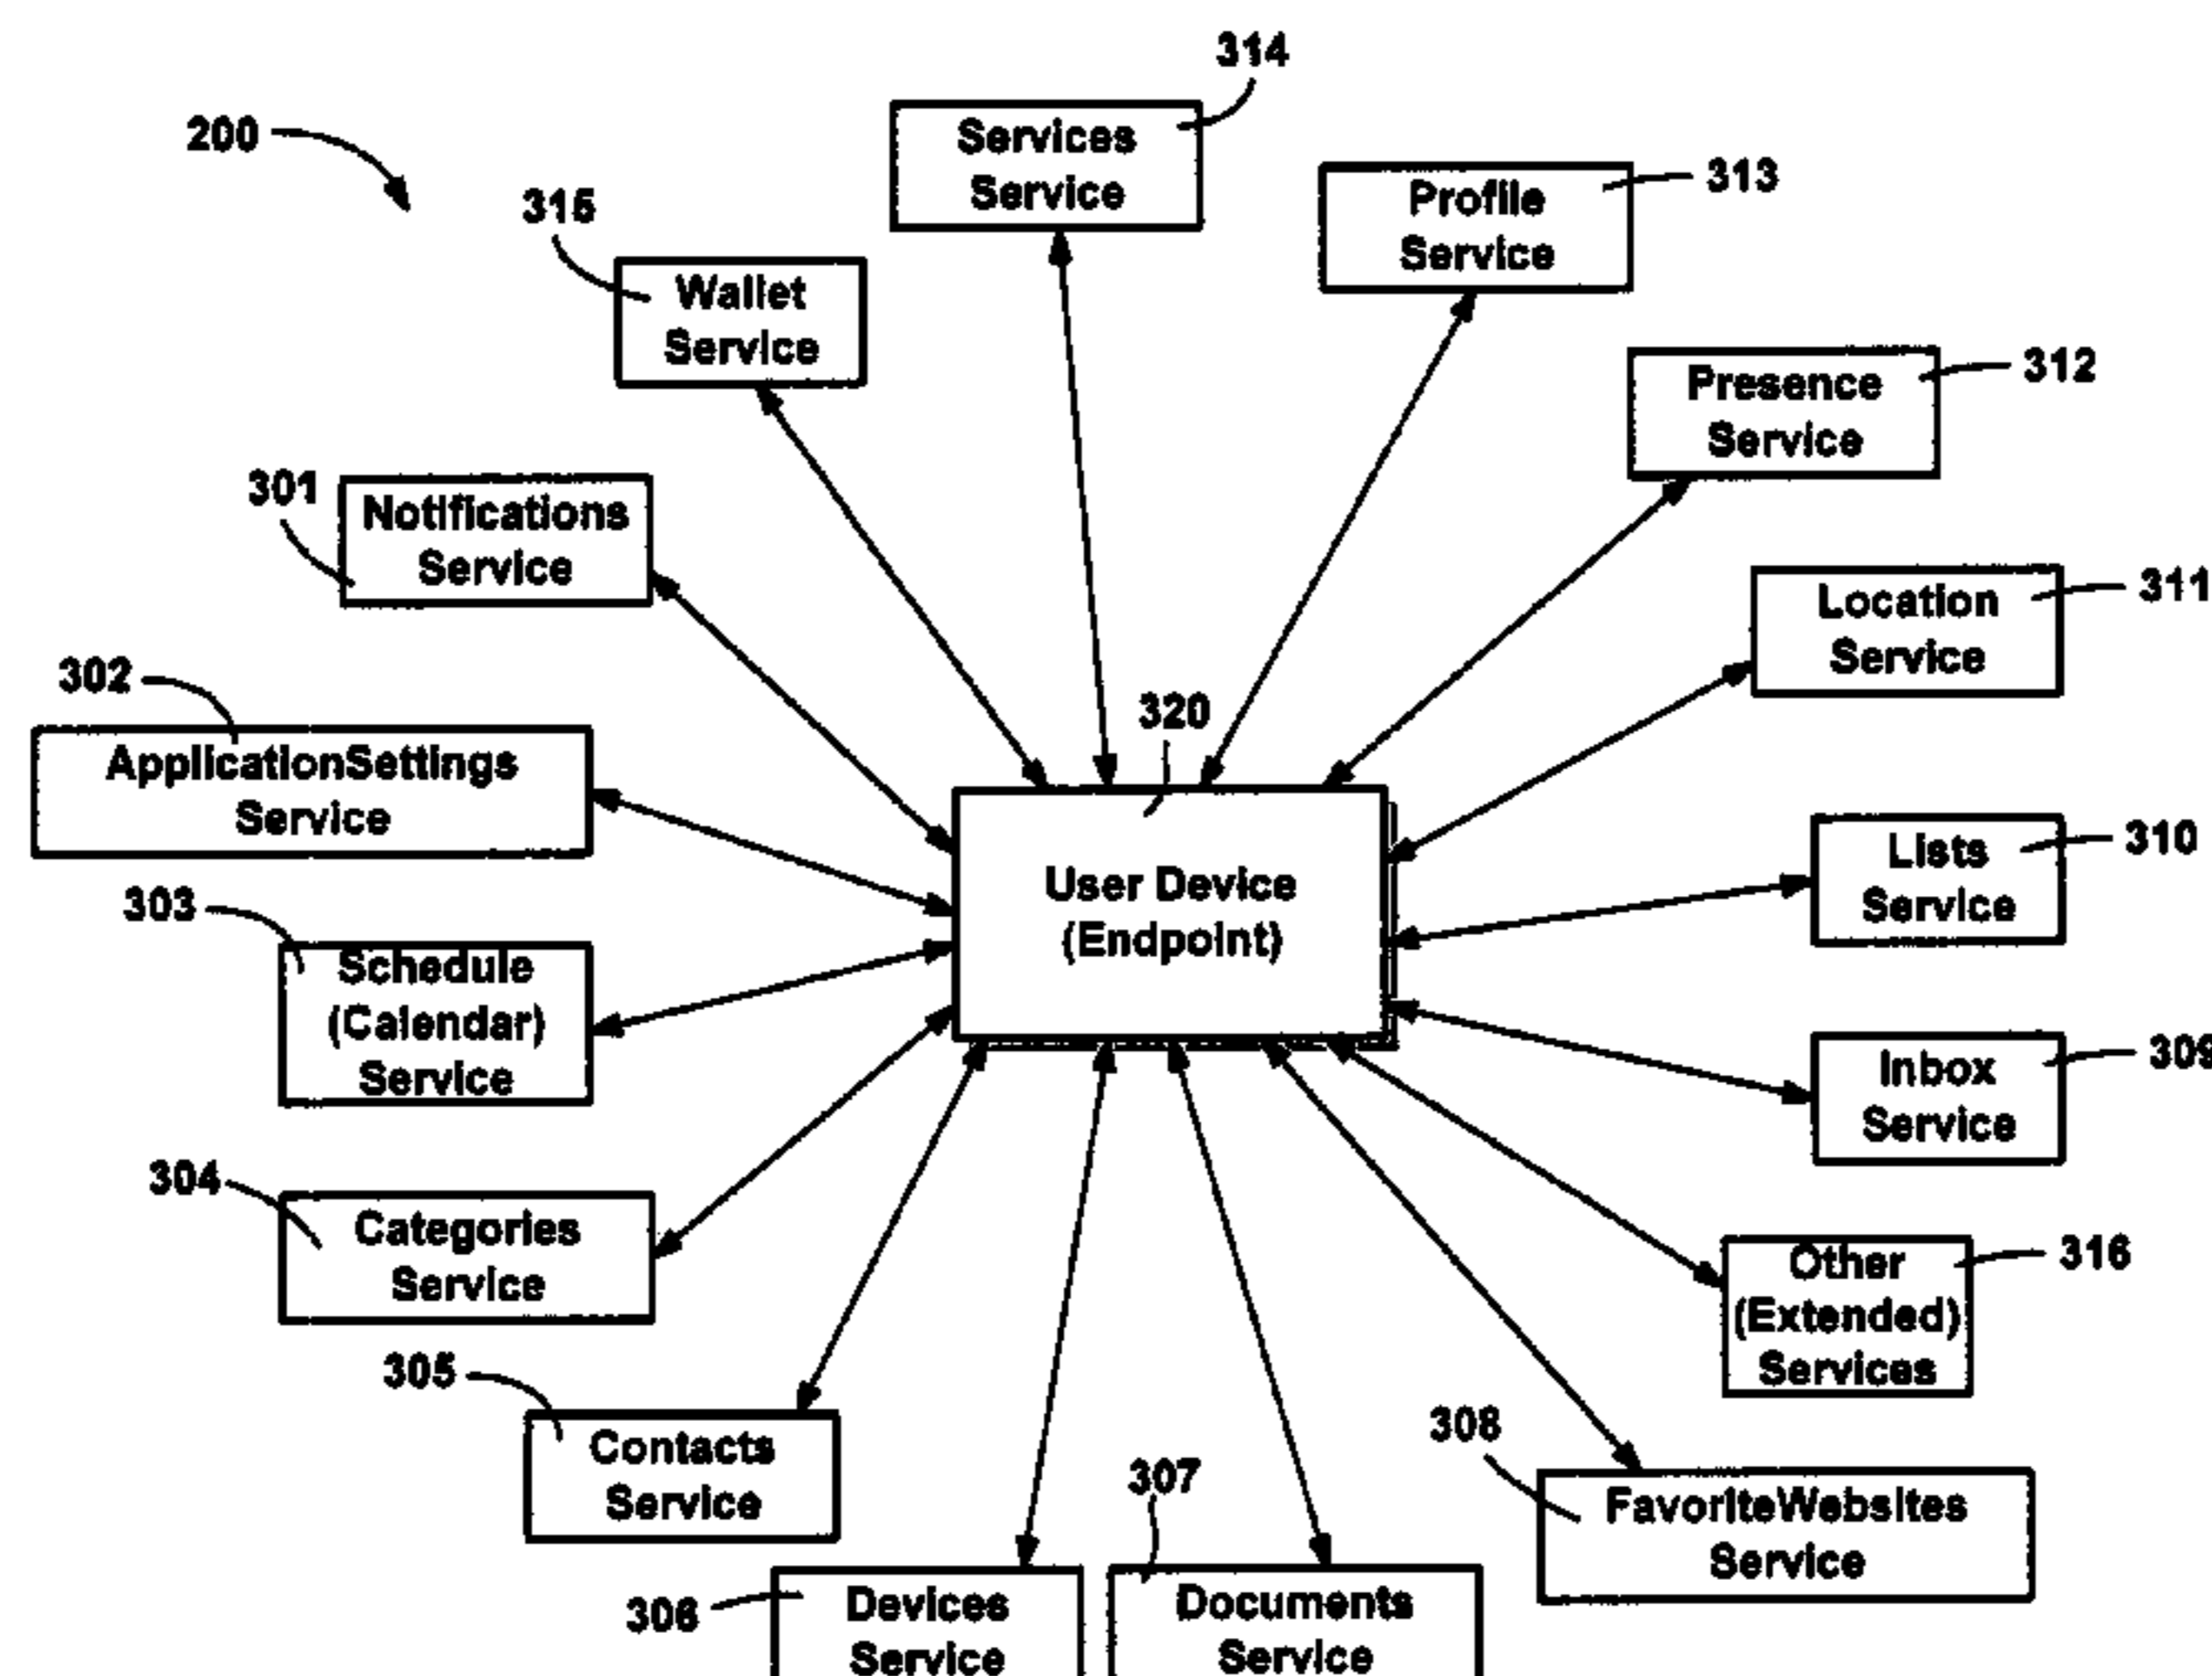 314
200
Services
Service
313
Profile
Service
315
Wallet
Service
312
Presence
Service
301
Notifications
Service
311
Location
Service
302
ApplicationSettings
Service
320
User Device
(Endpoint)
310
Lists
Service
303
Schedule
(Calendar)
Service
309
Inbox
Service
304
Categories
Service
316
Other
(Extended)
Services
305
Contacts
Service
308
FavoriteWebsites
Service
306
Devices
Service
307
Documents
Service